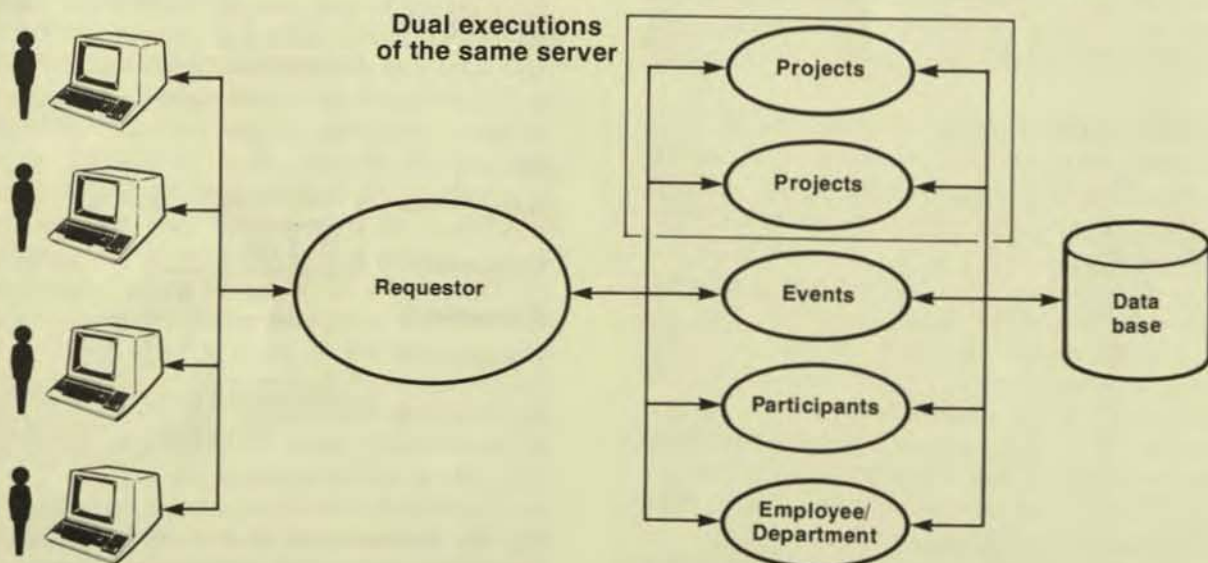 Dual executions
of the same server
Projects
Projects
Requestor
Events
Data
base
Participants
Employee/
Department